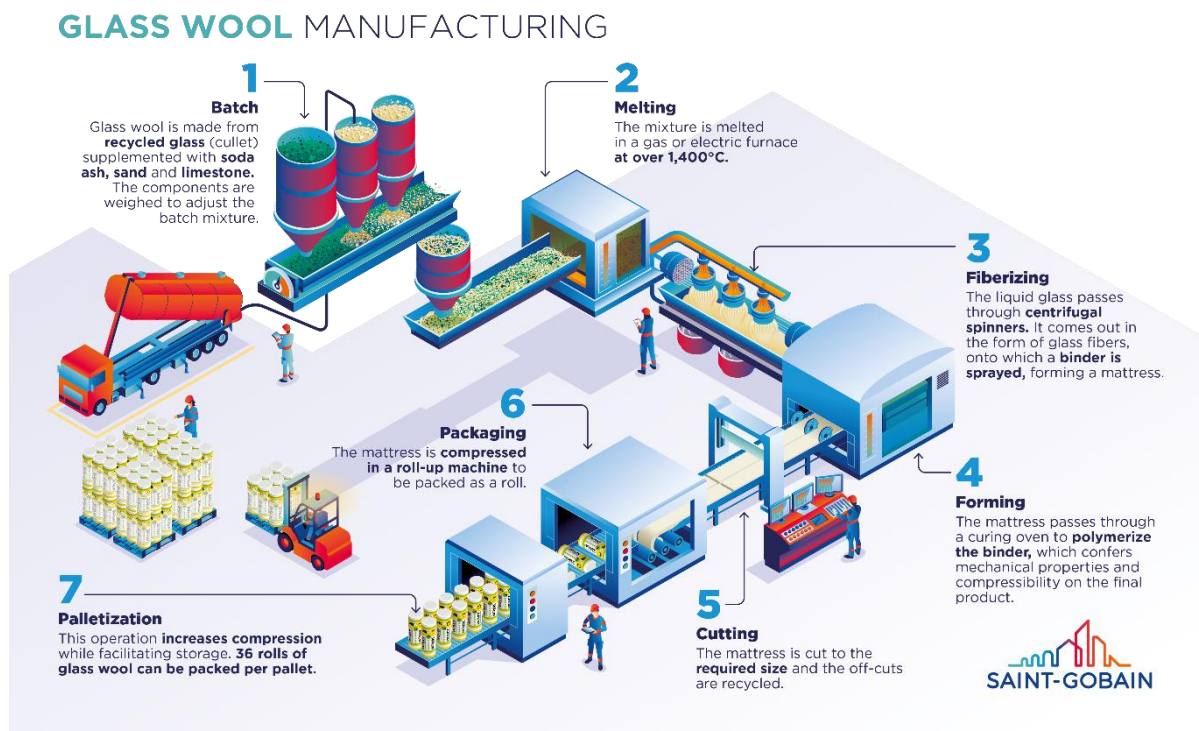 GLASS WOOL MANUFACTURING
1
Batch
Glass wool is made from
recycled glass (cullet)
supplemented with soda
ash, sand and limestone.
The components are
weighed to adjust the
batch mixture.
2
Melting
The mixture is melted
in a gas or electric furnace
at over 1,400°C.
3
Fiberizing
The liquid glass passes
through centrifugal
spinners. It comes out in
the form of glass fibers,
onto which a binder is
sprayed, forming a mattress.
4
Forming
The mattress passes through
a curing oven to polymerize
the binder, which confers
mechanical properties and
compressibility on the final
product.
5
Cutting
The mattress is cut to the
required size and the off-cuts
are recycled.
6
Packaging
The mattress is compressed
in a roll-up machine to
be packed as a roll.
7
Palletization
This operation increases compression
while facilitating storage. 36 rolls of
glass wool can be packed per pallet.
SAINT-GOBAIN